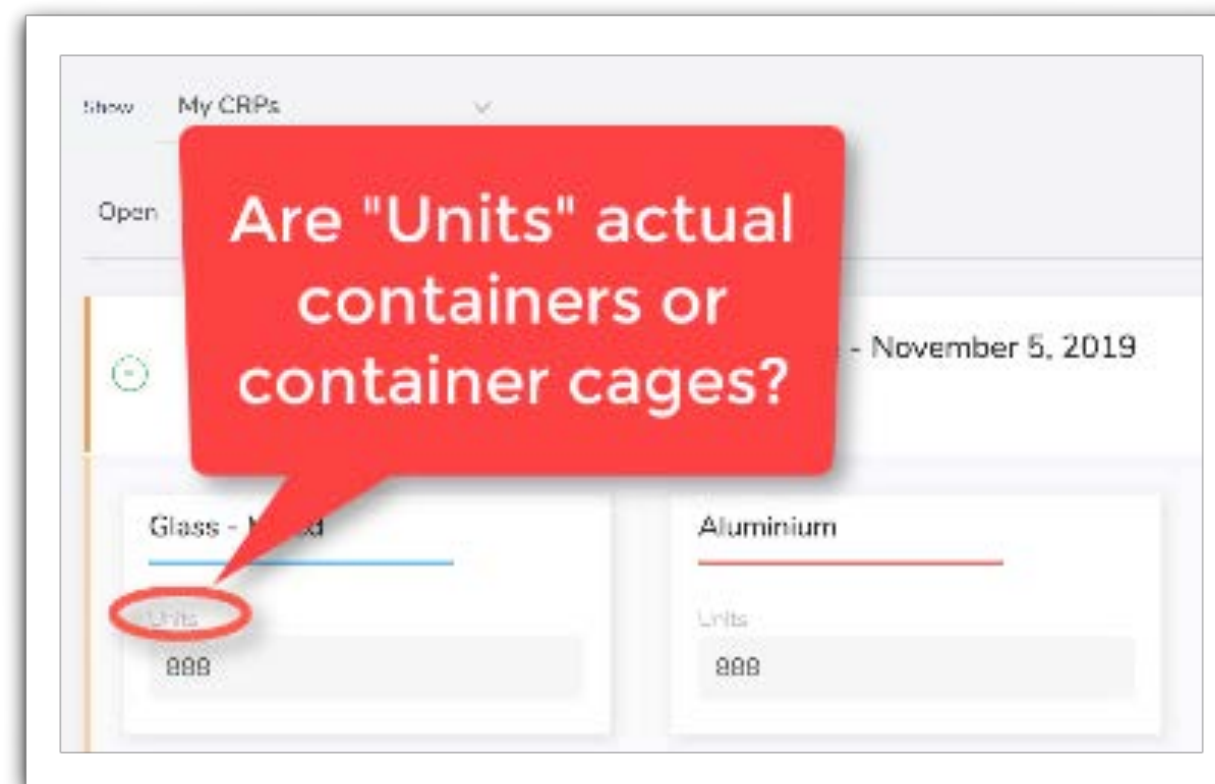 Show My CRPs
Open
Are "Units" actual
containers or
container cages?
- November 5, 2019
Glass -
Aluminium
Units
Units
888
888